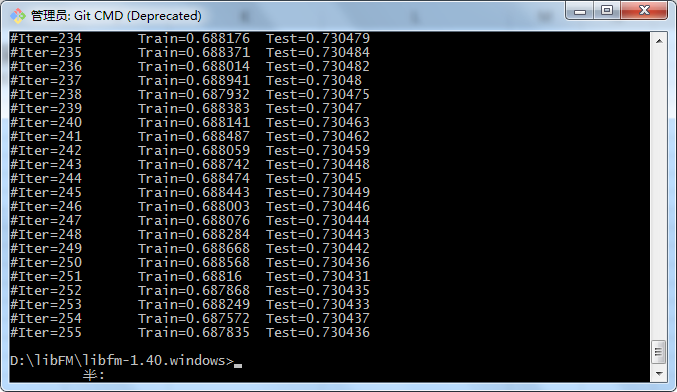 管理员: Git CMD (Deprecated)
#Iter=234 Train=0.688176 Test=0.730479
#Iter=235 Train=0.688371 Test=0.730484
#Iter=236 Train=0.688014 Test=0.730482
#Iter=237 Train=0.688941 Test=0.73048
#Iter=238 Train=0.687932 Test=0.730475
#Iter=239 Train=0.688383 Test=0.73047
#Iter=240 Train=0.688141 Test=0.730463
#Iter=241 Train=0.688487 Test=0.730462
#Iter=242 Train=0.688059 Test=0.730459
#Iter=243 Train=0.688742 Test=0.730448
#Iter=244 Train=0.688474 Test=0.73045
#Iter=245 Train=0.688443 Test=0.730449
#Iter=246 Train=0.688003 Test=0.730446
#Iter=247 Train=0.688076 Test=0.730444
#Iter=248 Train=0.688284 Test=0.730443
#Iter=249 Train=0.688668 Test=0.730442
#Iter=250 Train=0.688568 Test=0.730436
#Iter=251 Train=0.68816 Test=0.730431
#Iter=252 Train=0.687868 Test=0.730435
#Iter=253 Train=0.688249 Test=0.730433
#Iter=254 Train=0.687572 Test=0.730437
#Iter=255 Train=0.687835 Test=0.730436
D:\libFM\libfm-1.40.windows>_
半: